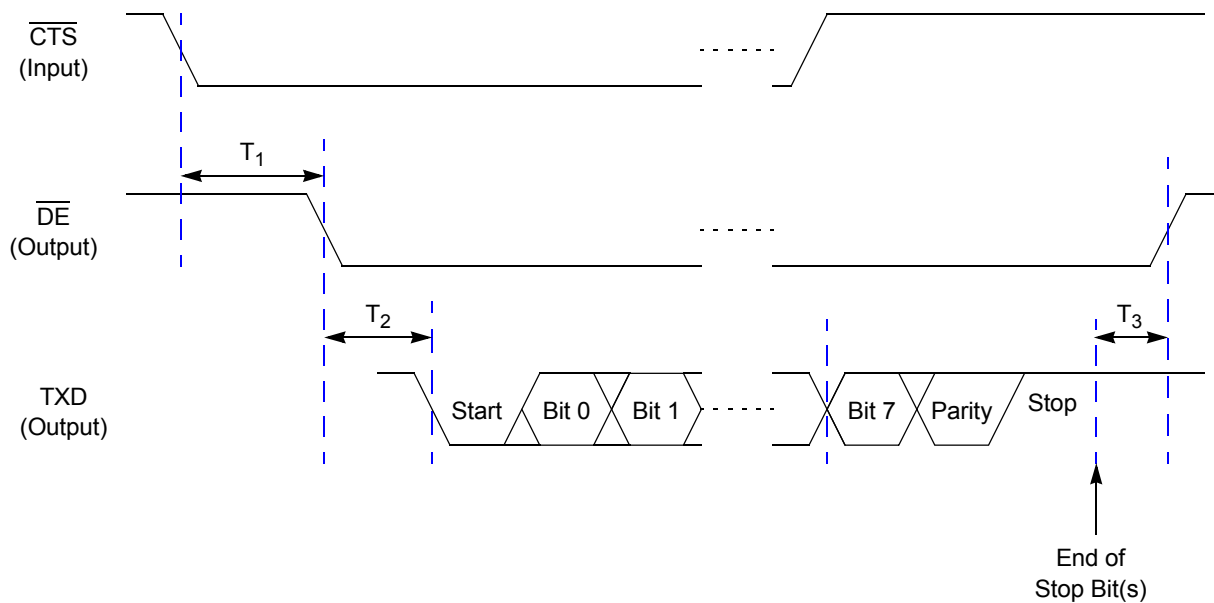 CTS
(Input)
T1
DE
(Output)
T2
T3
TXD
(Output)
Start
Bit 0
Bit 1
Bit 7
Parity
Stop
End of
Stop Bit(s)